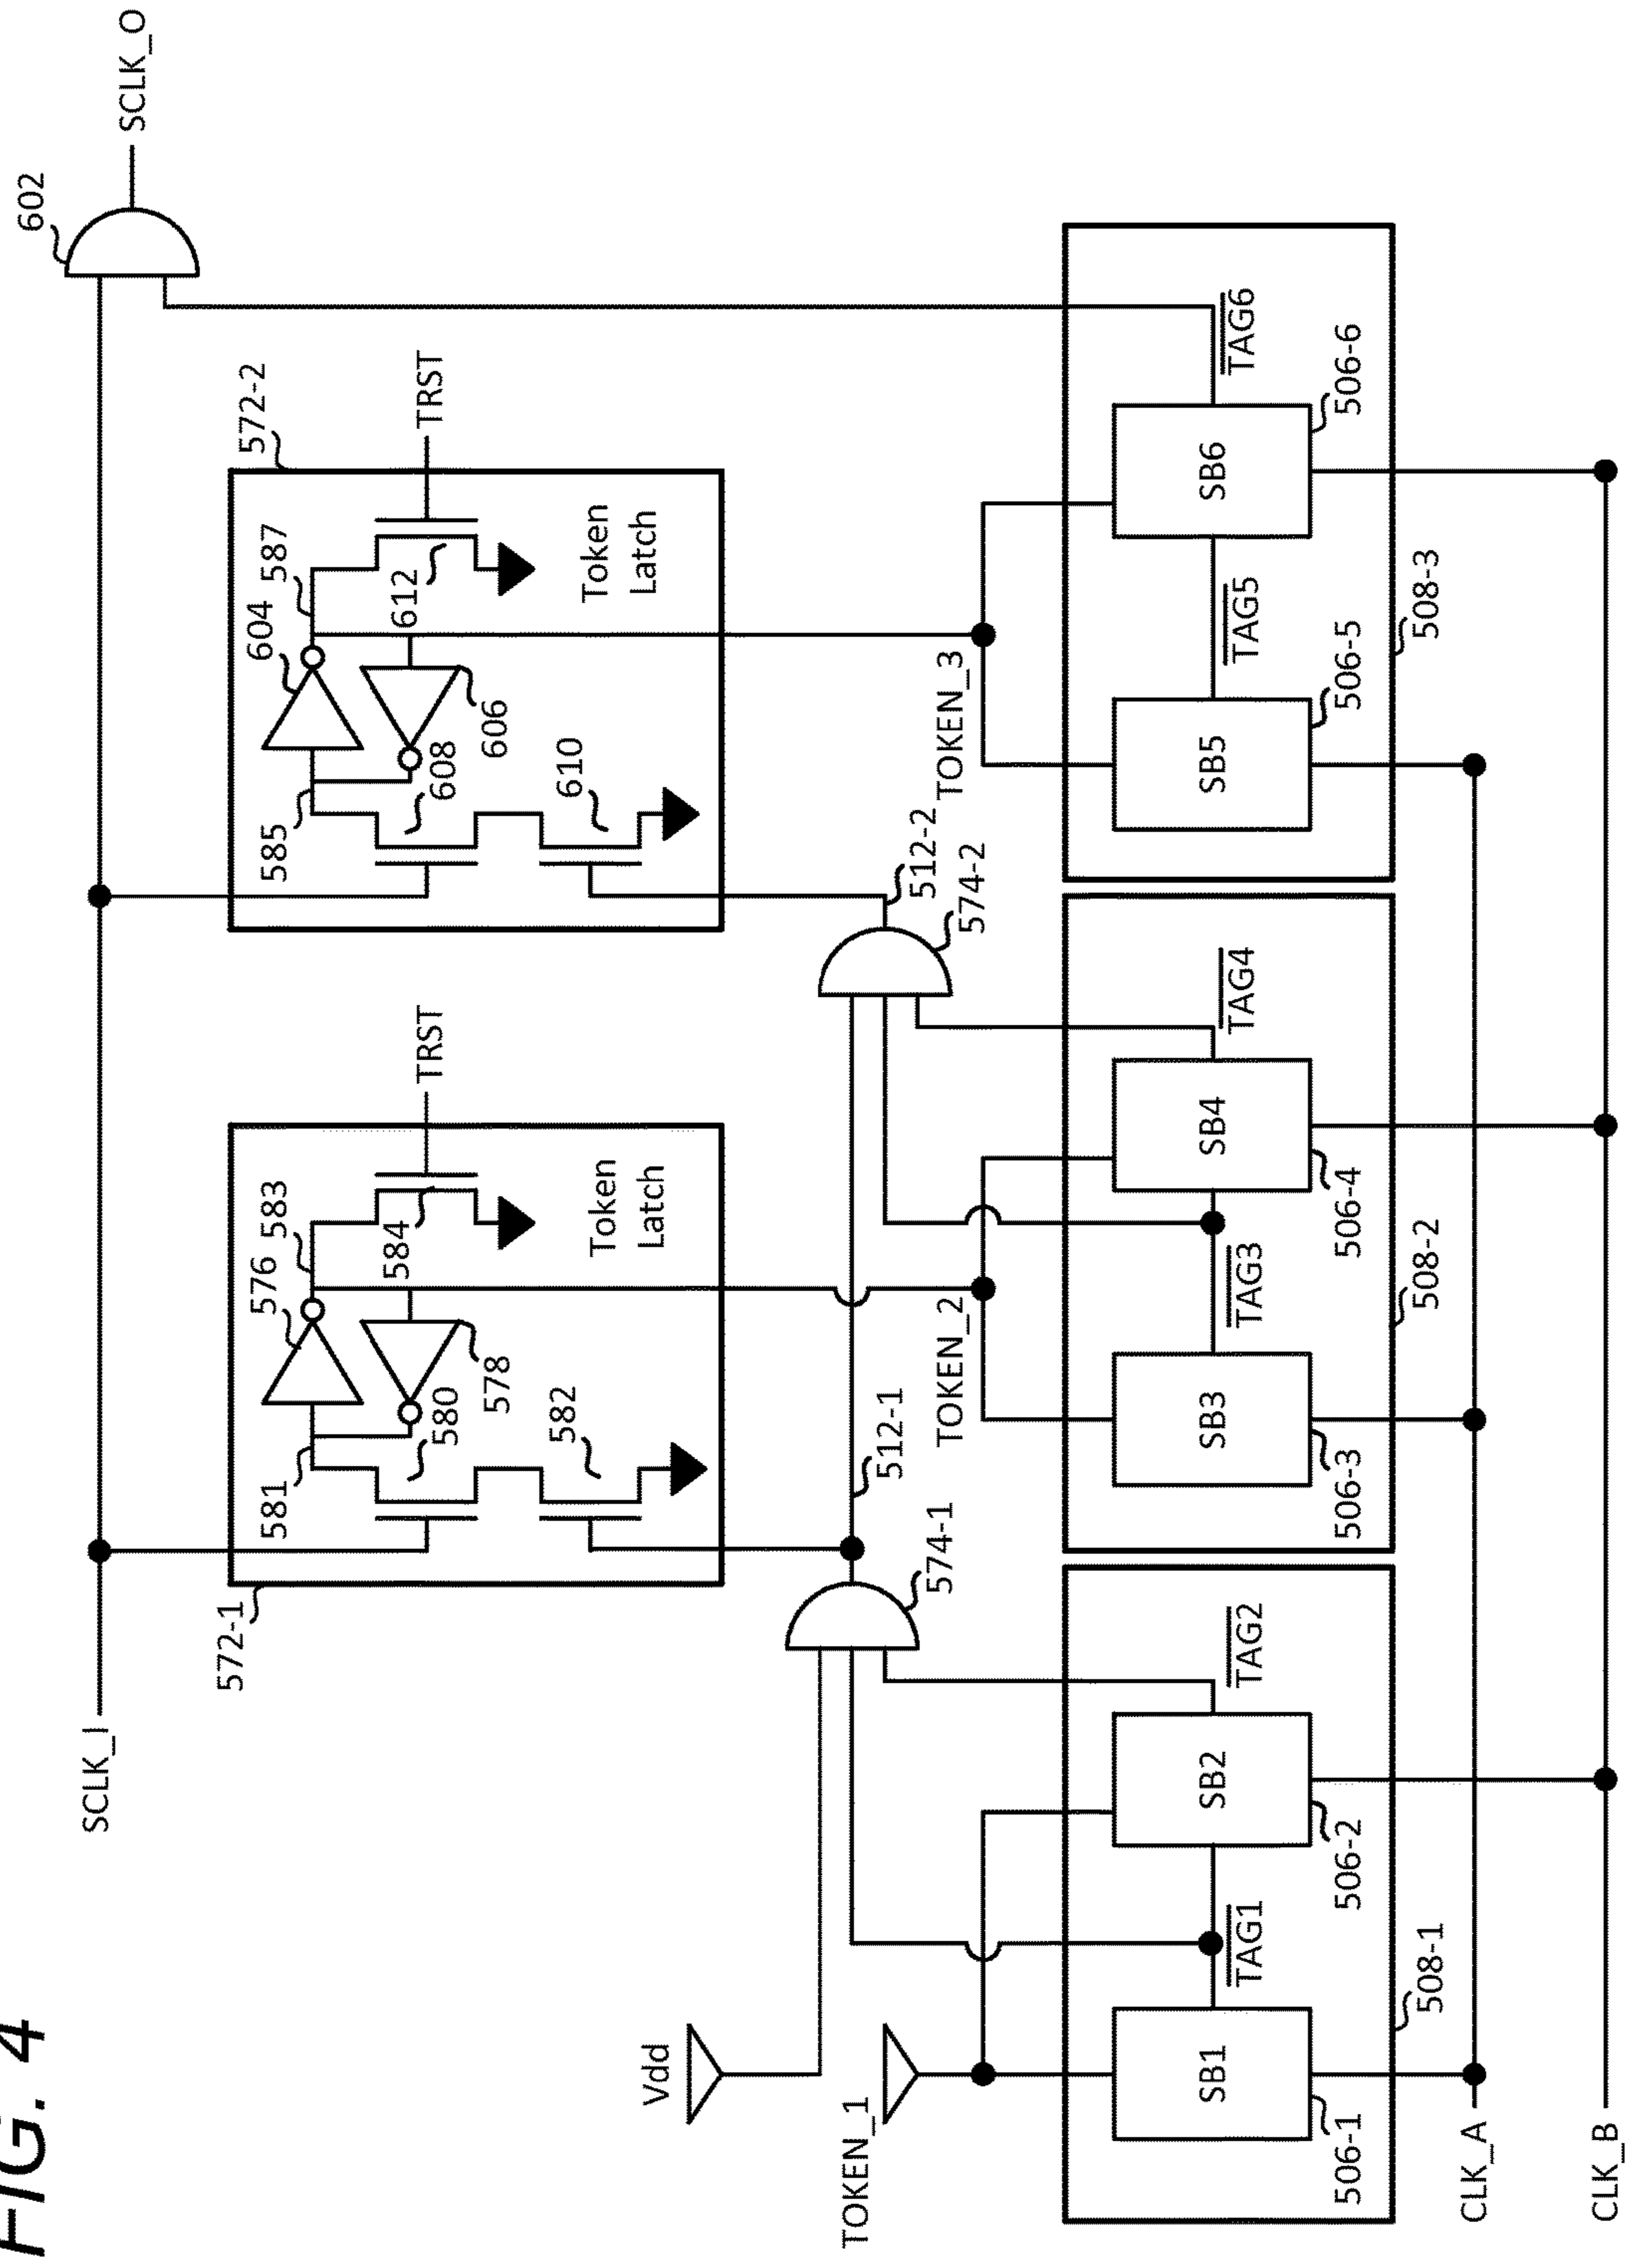 FIG. 4
SCLK_I
602
SCLK_O
572-1
581
576
583
580
578
584
582
TRST
Token
Latch
572-2
585
604
587
608
606
612
610
TRST
Token
Latch
Vdd
574-1
512-1
574-2
512-2
TOKEN_1
TOKEN_2
TOKEN_3
SB1
TAG1
SB2
TAG2
506-1
506-2
508-1
SB3
TAG3
SB4
TAG4
506-3
506-4
508-2
SB5
TAG5
SB6
TAG6
506-5
506-6
508-3
CLK_A
CLK_B